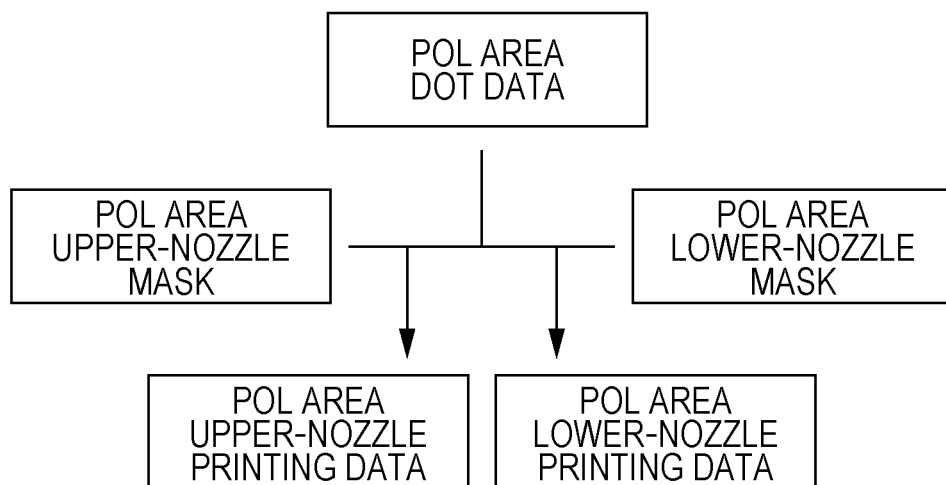 POL AREA
DOT DATA
POL AREA
UPPER-NOZZLE
MASK
POL AREA
LOWER-NOZZLE
MASK
POL AREA
UPPER-NOZZLE
PRINTING DATA
POL AREA
LOWER-NOZZLE
PRINTING DATA